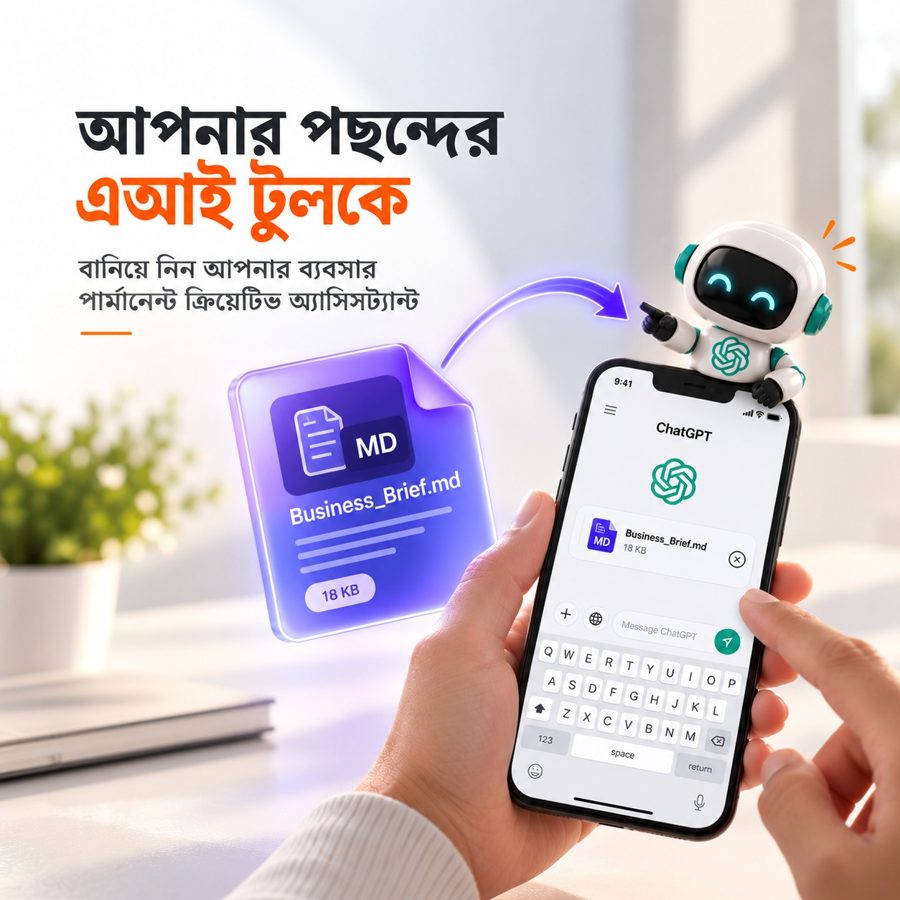 আপনার পছন্দের
এআই টুলকে
বানিয়ে নিন আপনার ব্যবসার
পার্মানেন্ট ক্রিয়েটিভ অ্যাসিসট্যান্ট
MD
Business_Brief.md
18 KB
9:41
ChatGPT
MD
Business_Brief.md
18 KB
Message ChatGPT
Q W E R T Y U I O P
A S D F G H J K L
Z X C V B N M
123
space
return